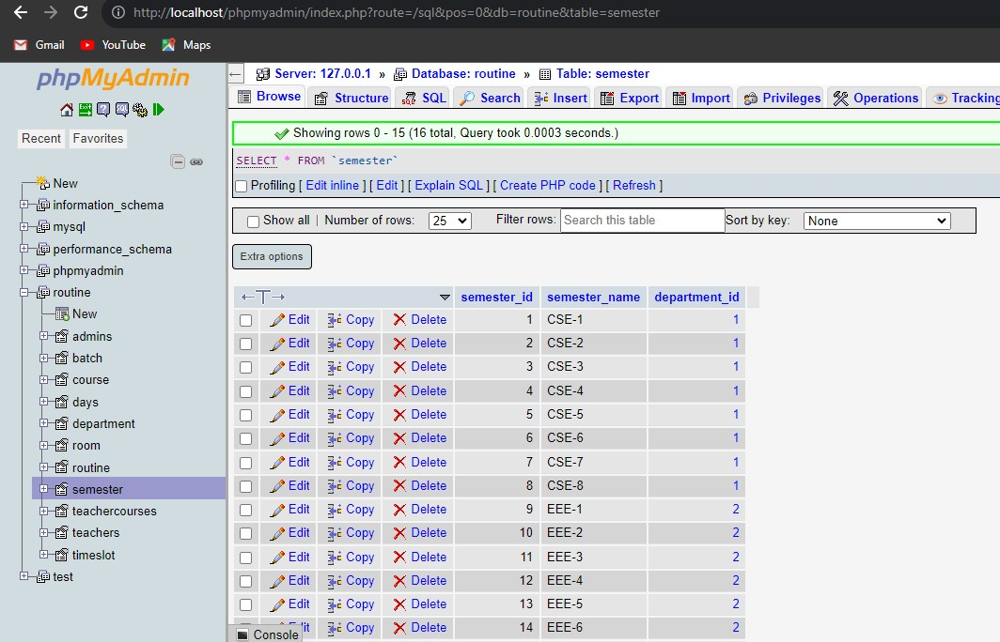 http://localhost/phpmyadmin/index.php?route=/sql&pos=0&db=routine&table=semester
Gmail YouTube Maps
phpMyAdmin
Recent Favorites
New
information_schema
mysql
performance_schema
phpmyadmin
routine
New
admins
batch
course
days
department
room
routine
semester
teachercourses
teachers
timeslot
test
Server: 127.0.0.1 » Database: routine » Table: semester
Browse Structure SQL Search Insert Export Import Privileges Operations Tracking
Showing rows 0 - 15 (16 total, Query took 0.0003 seconds.)
SELECT * FROM `semester`
Profiling [ Edit inline ] [ Edit ] [ Explain SQL ] [ Create PHP code ] [ Refresh ]
Show all | Number of rows: 25 Filter rows: Search this table Sort by key: None
Extra options
←T→ semester_id semester_name department_id
Edit Copy Delete 1 CSE-1 1
Edit Copy Delete 2 CSE-2 1
Edit Copy Delete 3 CSE-3 1
Edit Copy Delete 4 CSE-4 1
Edit Copy Delete 5 CSE-5 1
Edit Copy Delete 6 CSE-6 1
Edit Copy Delete 7 CSE-7 1
Edit Copy Delete 8 CSE-8 1
Edit Copy Delete 9 EEE-1 2
Edit Copy Delete 10 EEE-2 2
Edit Copy Delete 11 EEE-3 2
Edit Copy Delete 12 EEE-4 2
Edit Copy Delete 13 EEE-5 2
Copy Delete 14 EEE-6 2
Console